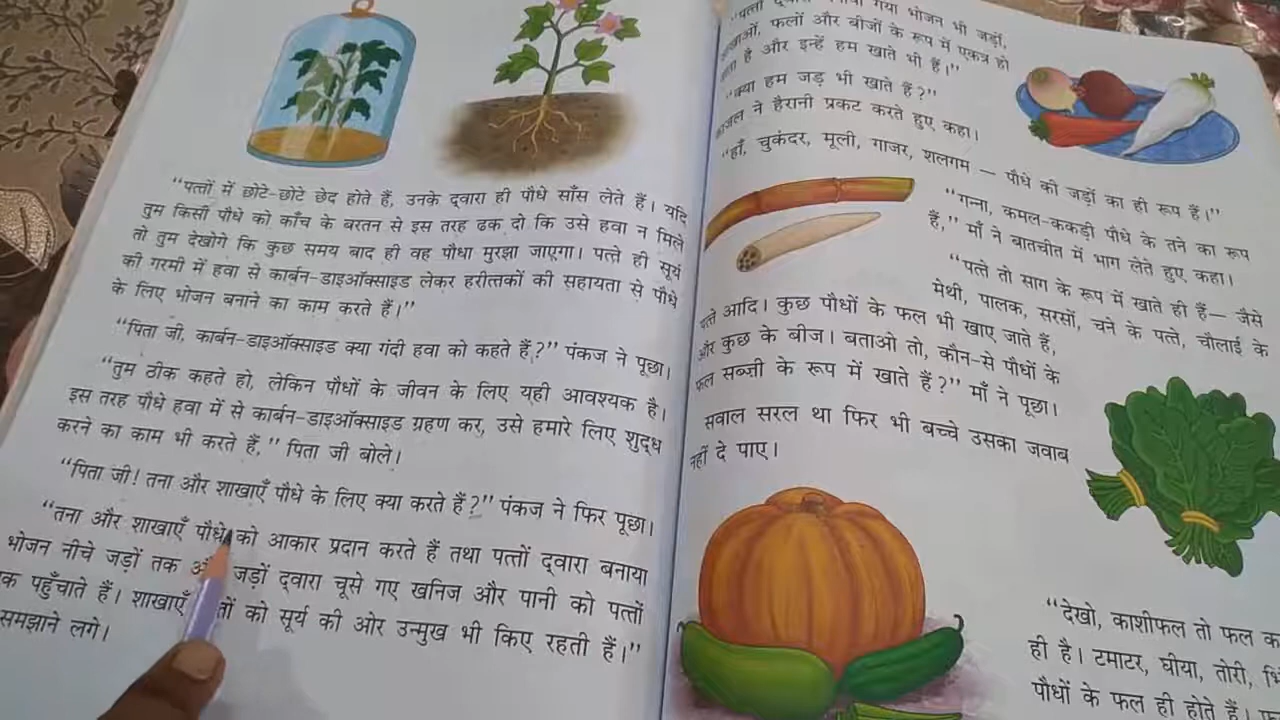 “पत्तों में छोटे-छोटे छेद होते हैं, उनके द्वारा ही पौधे साँस लेते हैं। यदि
तुम किसी पौधे को काँच के बरतन से इस तरह ढक दो कि उसे हवा न मिले
तो तुम देखोगे कि कुछ समय बाद ही वह पौधा मुरझा जाएगा। पत्ते ही सूर्य
की गरमी में हवा से कार्बन-डाइऑक्साइड लेकर हरीत्तकों की सहायता से पौधे
के लिए भोजन बनाने का काम करते हैं।”
“पिता जी, कार्बन-डाइऑक्साइड क्या गंदी हवा को कहते हैं?” पंकज ने पूछा।
“तुम ठीक कहते हो, लेकिन पौधों के जीवन के लिए यही आवश्यक है।
इस तरह पौधे हवा में से कार्बन-डाइऑक्साइड ग्रहण कर, उसे हमारे लिए शुद्ध
करने का काम भी करते हैं,” पिता जी बोले।
“पिता जी! तना और शाखाएँ पौधे के लिए क्या करते हैं?” पंकज ने फिर पूछा।
“तना और शाखाएँ पौधे को आकार प्रदान करते हैं तथा पत्तों द्वारा बनाया
भोजन नीचे जड़ों तक जड़ों द्वारा चूसे गए खनिज और पानी को पत्तों
पहुँचाते हैं। शाखाएँ को सूर्य की ओर उन्मुख भी किए रहती हैं।”
समझाने लगे।
गया भोजन भी जड़ों,
फलों और बीजों के रूप में एकत्र हो
है और इन्हें हम खाते भी हैं।”
“क्या हम जड़ भी खाते हैं?”
ने हैरानी प्रकट करते हुए कहा।
“हाँ, चुकंदर, मूली, गाजर, शलगम — पौधे की जड़ों का ही रूप हैं।”
“गन्ना, कमल-ककड़ी पौधे के तने का रूप
हैं,” माँ ने बातचीत में भाग लेते हुए कहा।
“पत्ते तो साग के रूप में खाते ही हैं— जैसे
मेथी, पालक, सरसों, चने के पत्ते, चौलाई के
पत्ते आदि। कुछ पौधों के फल भी खाए जाते हैं,
और कुछ के बीज। बताओ तो, कौन-से पौधों के
फल सब्ज़ी के रूप में खाते हैं?” माँ ने पूछा।
सवाल सरल था फिर भी बच्चे उसका जवाब
नहीं दे पाए।
“देखो, काशीफल तो फल
ही है। टमाटर, घीया, तोरी,
पौधों के फल ही होते हैं।